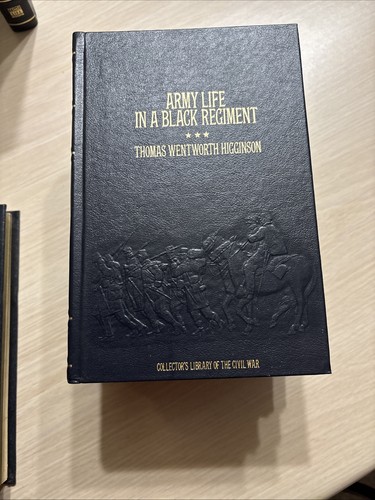 ARMY LIFE
IN A BLACK REGIMENT
★ ★ ★
THOMAS WENTWORTH HIGGINSON
COLLECTOR'S LIBRARY OF THE CIVIL WAR